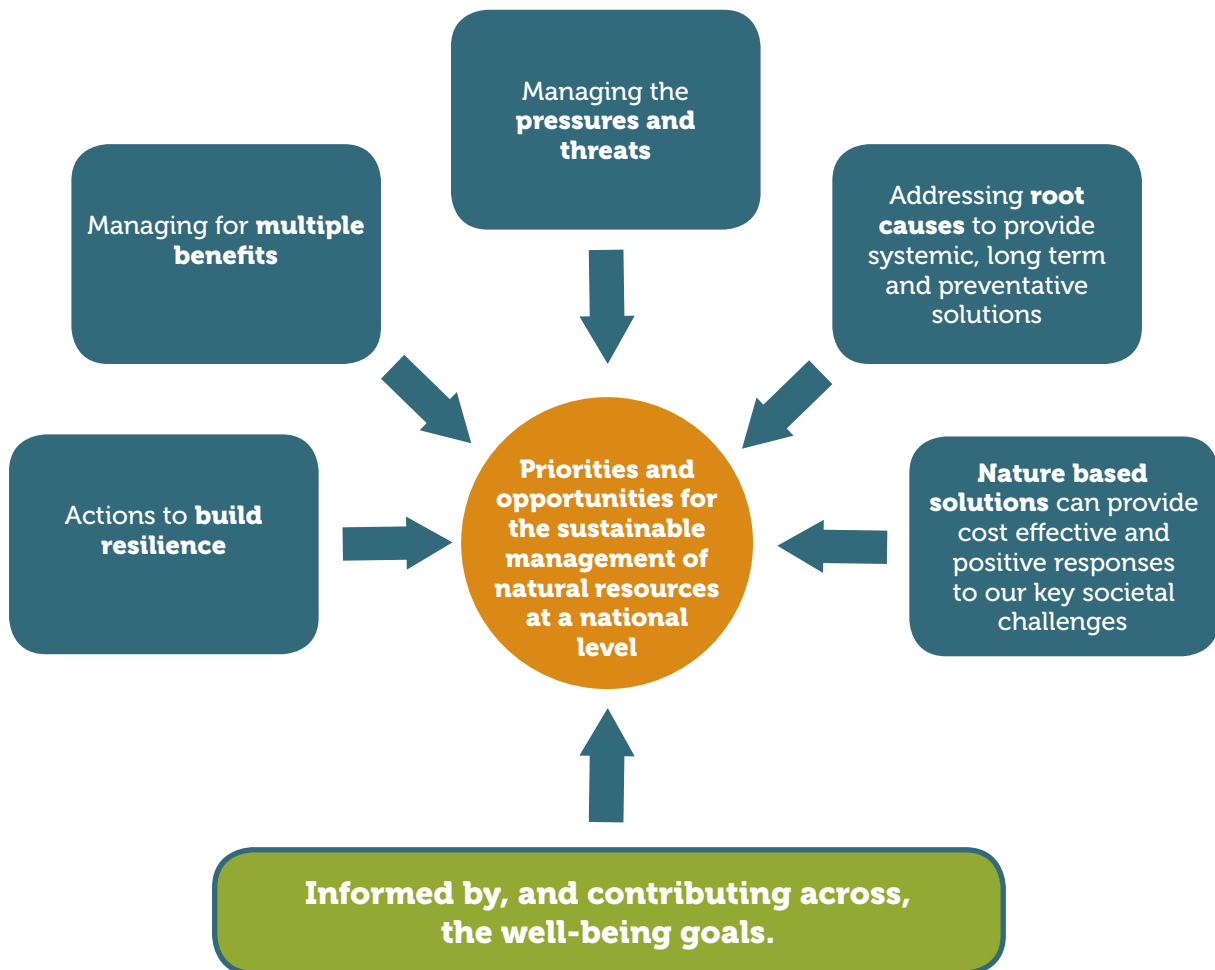 Managing the
pressures and
threats
Managing for multiple
benefits
Addressing root
causes to provide
systemic, long term
and preventative
solutions
Actions to build
resilience
Priorities and
opportunities for
the sustainable
management of
natural resources
at a national
level
Nature based
solutions can provide
cost effective and
positive responses
to our key societal
challenges
Informed by, and contributing across,
the well-being goals.